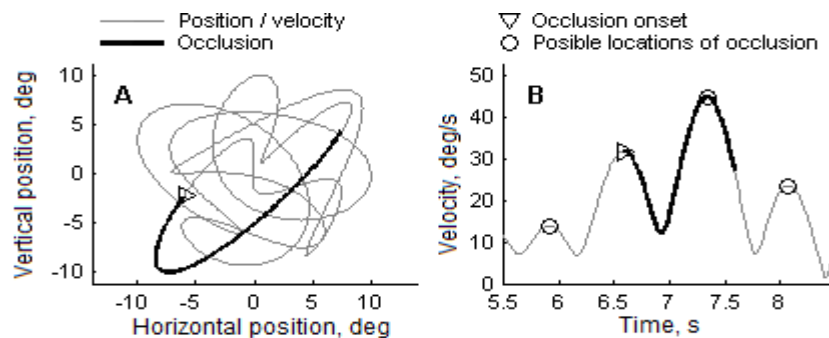 Position / velocity
Occlusion
Occlusion onset
Posible locations of occlusion
A
Vertical position, deg
10
5
0
-5
-10
-10
-5
0
5
10
Horizontal position, deg
B
Velocity, deg/s
50
40
30
20
10
0
5.5
6
6.5
7
7.5
8
Time, s